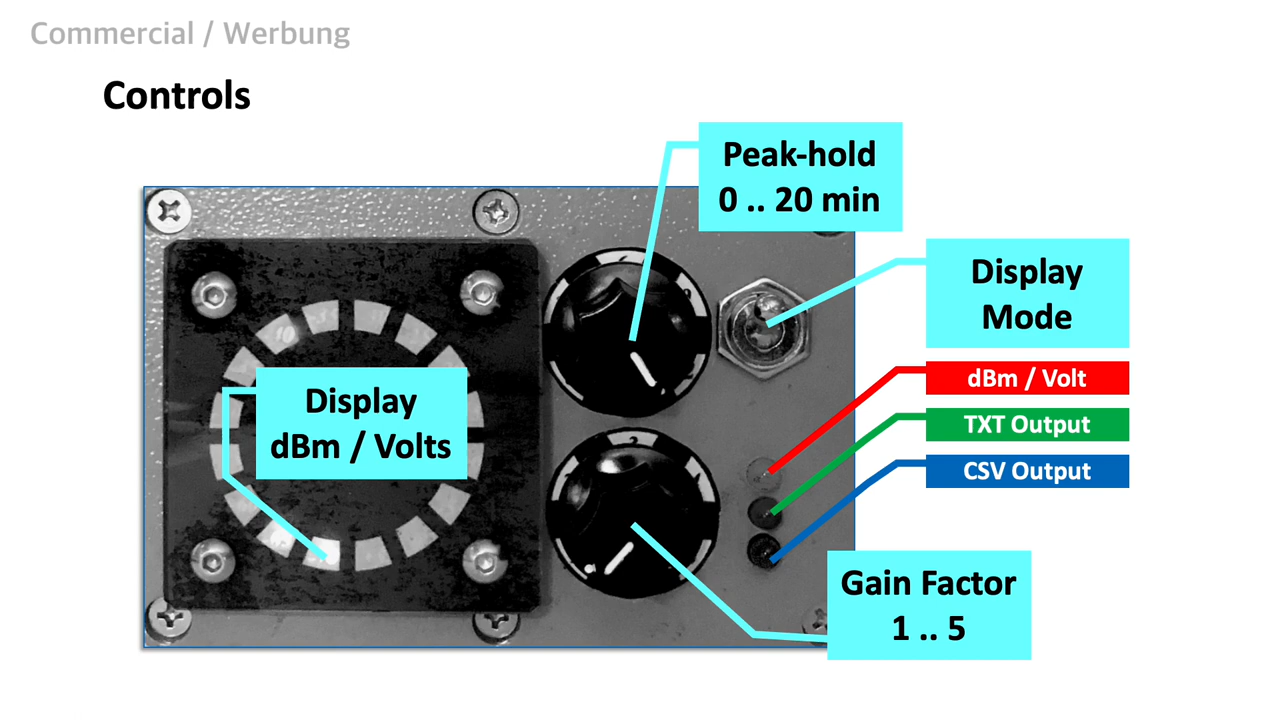 Commercial / Werbung
Controls
Peak-hold
0 .. 20 min
Display
Mode
dBm / Volt
TXT Output
CSV Output
Display
dBm / Volts
Gain Factor
1 .. 5